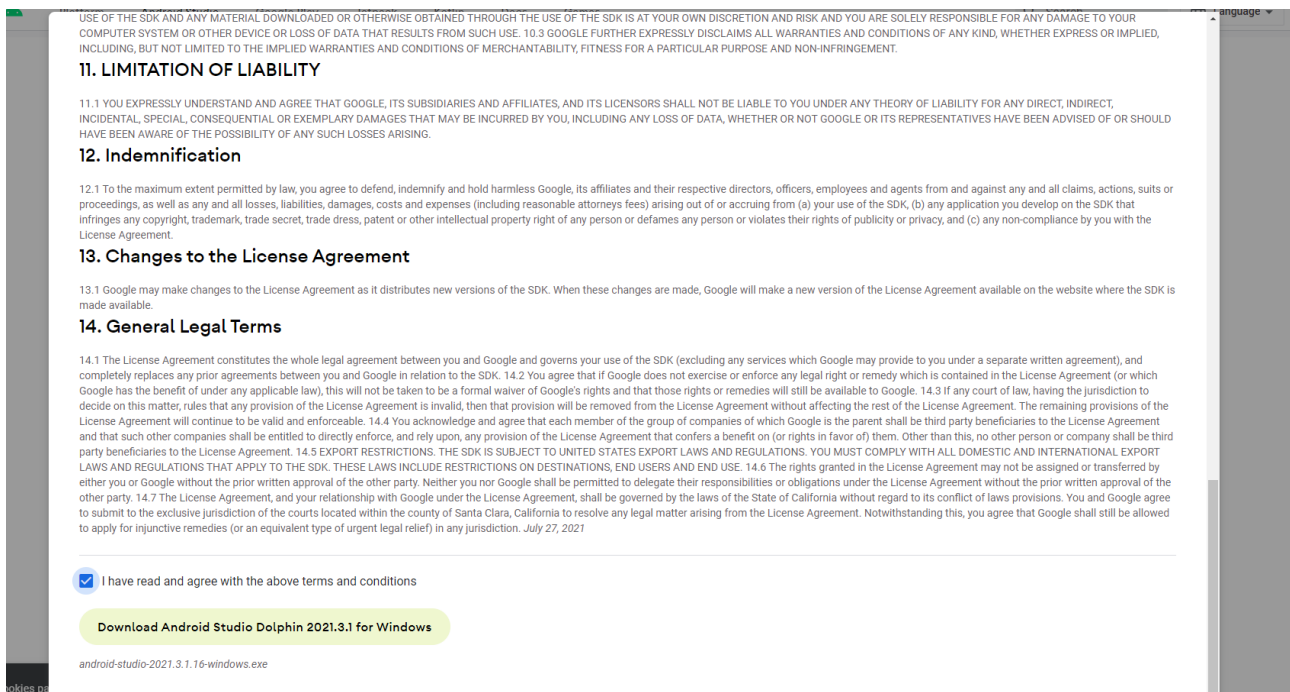 USE OF THE SDK AND ANY MATERIAL DOWNLOADED OR OTHERWISE OBTAINED THROUGH THE USE OF THE SDK IS AT YOUR OWN DISCRETION AND RISK AND YOU ARE SOLELY RESPONSIBLE FOR ANY DAMAGE TO YOUR
COMPUTER SYSTEM OR OTHER DEVICE OR LOSS OF DATA THAT RESULTS FROM SUCH USE. 10.3 GOOGLE FURTHER EXPRESSLY DISCLAIMS ALL WARRANTIES AND CONDITIONS OF ANY KIND, WHETHER EXPRESS OR IMPLIED,
INCLUDING, BUT NOT LIMITED TO THE IMPLIED WARRANTIES AND CONDITIONS OF MERCHANTABILITY, FITNESS FOR A PARTICULAR PURPOSE AND NON-INFRINGEMENT.
11. LIMITATION OF LIABILITY
11.1 YOU EXPRESSLY UNDERSTAND AND AGREE THAT GOOGLE, ITS SUBSIDIARIES AND AFFILIATES, AND ITS LICENSORS SHALL NOT BE LIABLE TO YOU UNDER ANY THEORY OF LIABILITY FOR ANY DIRECT, INDIRECT,
INCIDENTAL, SPECIAL, CONSEQUENTIAL OR EXEMPLARY DAMAGES THAT MAY BE INCURRED BY YOU, INCLUDING ANY LOSS OF DATA, WHETHER OR NOT GOOGLE OR ITS REPRESENTATIVES HAVE BEEN ADVISED OF OR SHOULD
HAVE BEEN AWARE OF THE POSSIBILITY OF ANY SUCH LOSSES ARISING.
12. Indemnification
12.1 To the maximum extent permitted by law, you agree to defend, indemnify and hold harmless Google, its affiliates and their respective directors, officers, employees and agents from and against any and all claims, actions, suits or
proceedings, as well as any and all losses, liabilities, damages, costs and expenses (including reasonable attorneys fees) arising out of or accruing from (a) your use of the SDK, (b) any application you develop on the SDK that
infringes any copyright, trademark, trade secret, trade dress, patent or other intellectual property right of any person or defames any person or violates their rights of publicity or privacy, and (c) any non-compliance by you with the
License Agreement.
13. Changes to the License Agreement
13.1 Google may make changes to the License Agreement as it distributes new versions of the SDK. When these changes are made, Google will make a new version of the License Agreement available on the website where the SDK is
made available.
14. General Legal Terms
14.1 The License Agreement constitutes the whole legal agreement between you and Google and governs your use of the SDK (excluding any services which Google may provide to you under a separate written agreement), and
completely replaces any prior agreements between you and Google in relation to the SDK. 14.2 You agree that if Google does not exercise or enforce any legal right or remedy which is contained in the License Agreement (or which
Google has the benefit of under any applicable law), this will not be taken to be a formal waiver of Google's rights and that those rights or remedies will still be available to Google. 14.3 If any court of law, having the jurisdiction to
decide on this matter, rules that any provision of the License Agreement is invalid, then that provision will be removed from the License Agreement without affecting the rest of the License Agreement. The remaining provisions of the
License Agreement will continue to be valid and enforceable. 14.4 You acknowledge and agree that each member of the group of companies of which Google is the parent shall be third party beneficiaries to the License Agreement
and that such other companies shall be entitled to directly enforce, and rely upon, any provision of the License Agreement that confers a benefit on (or rights in favor of) them. Other than this, no other person or company shall be third
party beneficiaries to the License Agreement. 14.5 EXPORT RESTRICTIONS. THE SDK IS SUBJECT TO UNITED STATES EXPORT LAWS AND REGULATIONS. YOU MUST COMPLY WITH ALL DOMESTIC AND INTERNATIONAL EXPORT
LAWS AND REGULATIONS THAT APPLY TO THE SDK. THESE LAWS INCLUDE RESTRICTIONS ON DESTINATIONS, END USERS AND END USE. 14.6 The rights granted in the License Agreement may not be assigned or transferred by
either you or Google without the prior written approval of the other party. Neither you nor Google shall be permitted to delegate their responsibilities or obligations under the License Agreement without the prior written approval of the
other party. 14.7 The License Agreement, and your relationship with Google under the License Agreement, shall be governed by the laws of the State of California without regard to its conflict of laws provisions. You and Google agree
to submit to the exclusive jurisdiction of the courts located within the county of Santa Clara, California to resolve any legal matter arising from the License Agreement. Notwithstanding this, you agree that Google shall still be allowed
to apply for injunctive remedies (or an equivalent type of urgent legal relief) in any jurisdiction. July 27, 2021
I have read and agree with the above terms and conditions
Download Android Studio Dolphin 2021.3.1 for Windows
android-studio-2021.3.1.16-windows.exe